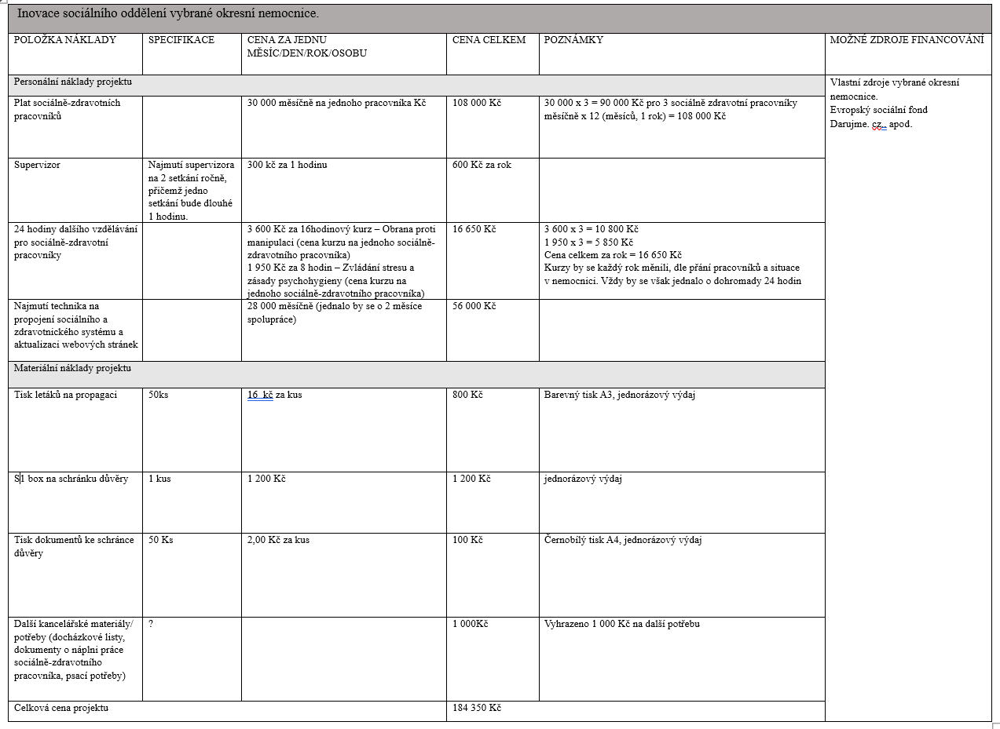 Inovace sociálního oddělení vybrané okresní nemocnice.
POLOŽKA NÁKLADY
SPECIFIKACE
CENA ZA JEDNU
MĚSÍC/DEN/ROK/OSOBU
CENA CELKEM
POZNÁMKY
MOŽNÉ ZDROJE FINANCOVÁNÍ
Personální náklady projektu
Vlastní zdroje vybrané okresní
nemocnice.
Evropský sociální fond
Darujme. cz,. apod.
Plat sociálně-zdravotních
pracovníků
30 000 měsíčně na jednoho pracovníka Kč
108 000 Kč
30 000 x 3 = 90 000 Kč pro 3 sociálně zdravotní pracovníky
měsíčně x 12 (měsíců, 1 rok) = 108 000 Kč
Supervizor
Najmutí supervizora
na 2 setkání ročně,
přičemž jedno
setkání bude dlouhé
1 hodinu.
300 kč za 1 hodinu
600 Kč za rok
24 hodiny dalšího vzdělávání
pro sociálně-zdravotní
pracovníky
3 600 Kč za 16hodinový kurz – Obrana proti
manipulaci (cena kurzu na jednoho sociálně-
zdravotního pracovníka)
1 950 Kč za 8 hodin – Zvládání stresu a
zásady psychohygieny (cena kurzu na
jednoho sociálně-zdravotního pracovníka)
16 650 Kč
3 600 x 3 = 10 800 Kč
1 950 x 3 = 5 850 Kč
Cena celkem za rok = 16 650 Kč
Kurzy by se každý rok měnili, dle přání pracovníků a situace
v nemocnici. Vždy by se však jednalo o dohromady 24 hodin
Najmutí technika na
propojení sociálního a
zdravotnického systému a
aktualizaci webových stránek
28 000 měsíčně (jednalo by se o 2 měsíce
spolupráce)
56 000 Kč
Materiální náklady projektu
Tisk letáků na propagaci
50ks
16 kč za kus
800 Kč
Barevný tisk A3, jednorázový výdaj
S1 box na schránku důvěry
1 kus
1 200 Kč
1 200 Kč
jednorázový výdaj
Tisk dokumentů ke schránce
důvěry
50 Ks
2,00 Kč za kus
100 Kč
Černobílý tisk A4, jednorázový výdaj
Další kancelářské materiály/
potřeby (docházkové listy,
dokumenty o náplni práce
sociálně-zdravotního
pracovníka, psací potřeby)
?
1 000Kč
Vyhrazeno 1 000 Kč na další potřebu
Celková cena projektu
184 350 Kč